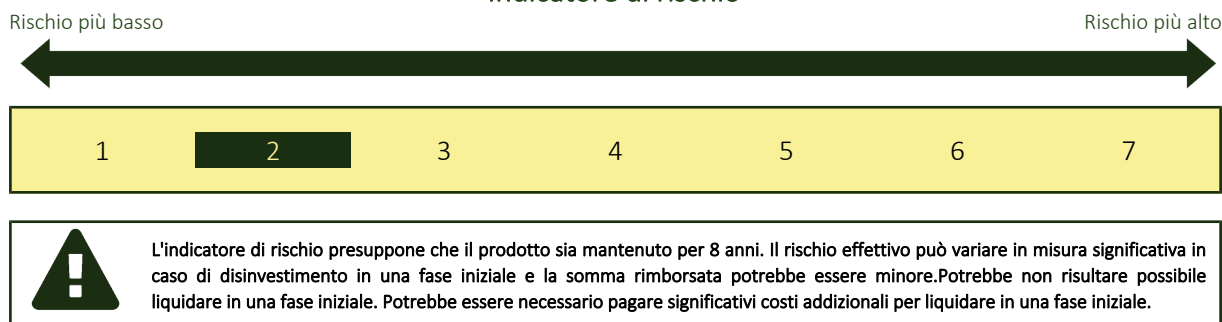 Indicatore di rischio
Rischio più basso
Rischio più alto
1 2 3 4 5 6 7
L'indicatore di rischio presuppone che il prodotto sia mantenuto per 8 anni. Il rischio effettivo può variare in misura significativa in
caso di disinvestimento in una fase iniziale e la somma rimborsata potrebbe essere minore.Potrebbe non risultare possibile
liquidare in una fase iniziale. Potrebbe essere necessario pagare significativi costi addizionali per liquidare in una fase iniziale.